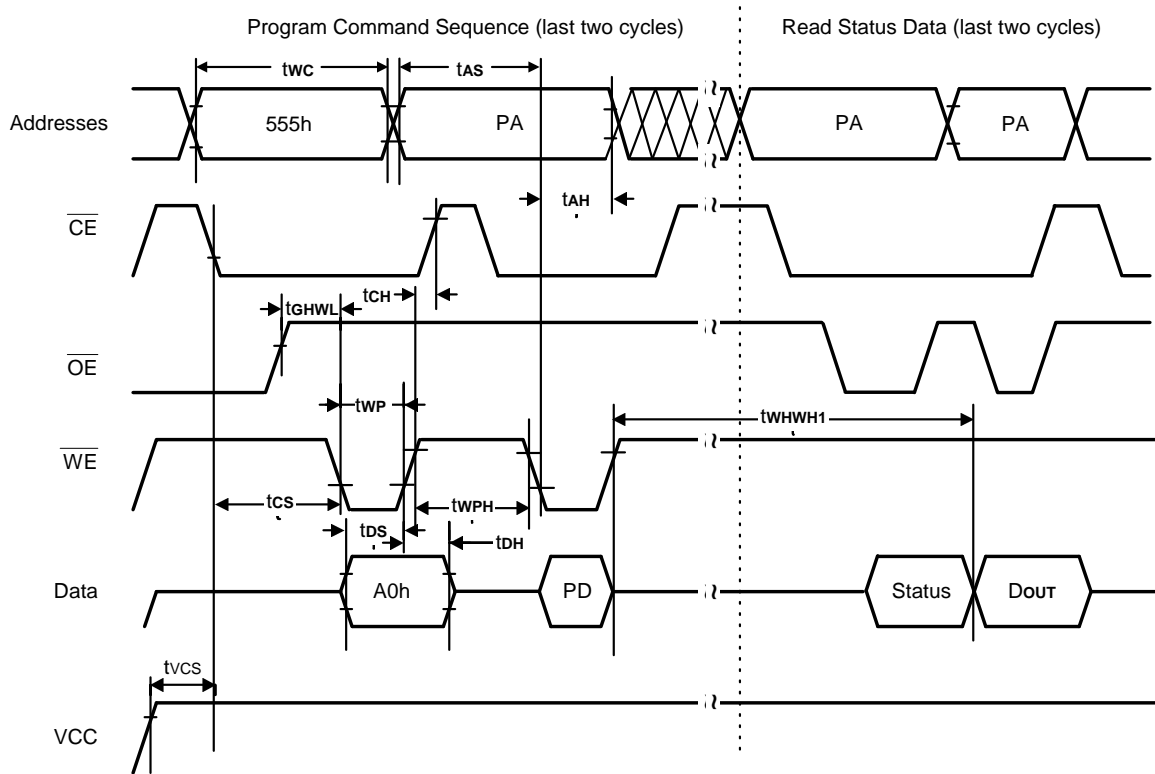 Program Command Sequence (last two cycles)
Read Status Data (last two cycles)
tWC
tAS
Addresses
555h
PA
PA
PA
tAH
CE
tCH
tGHWL
OE
tWP
tWHWH1
WE
tCS
tWPH
tDS
tDH
Data
A0h
PD
Status
DOUT
tVCS
VCC